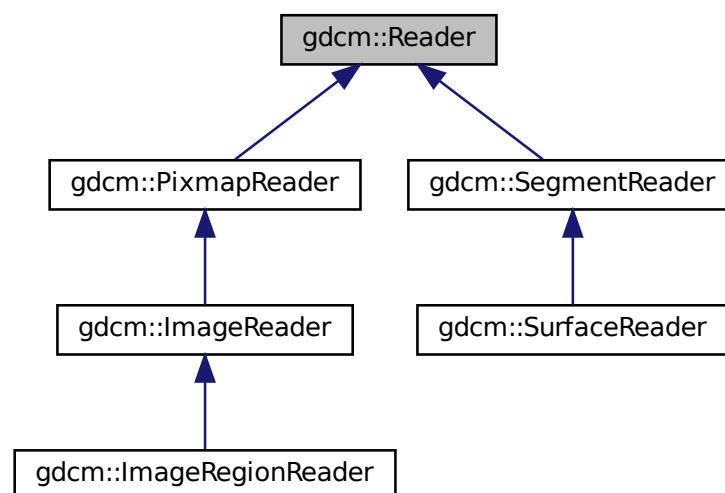 gdcm::Reader
gdcm::PixmapReader
gdcm::SegmentReader
gdcm::ImageReader
gdcm::SurfaceReader
gdcm::ImageRegionReader